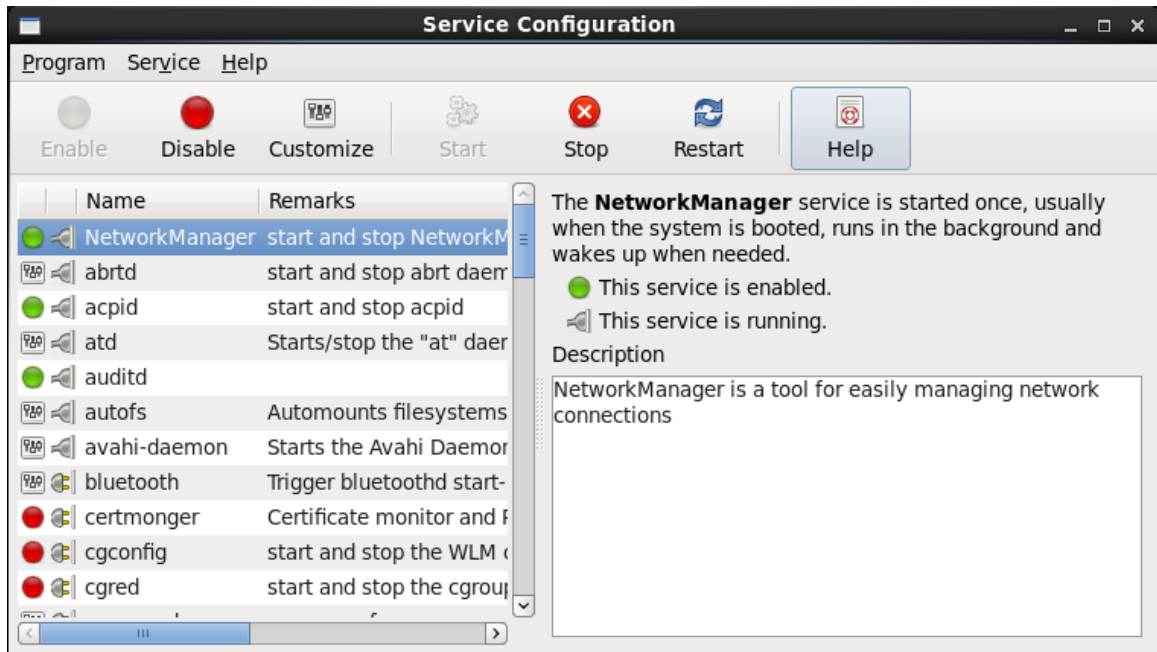 Service Configuration
Program Service Help
Enable Disable Customize Start Stop Restart Help
Name Remarks
NetworkManager start and stop NetworkM
abrtd start and stop abrt daem
acpid start and stop acpid
atd Starts/stop the "at" daer
auditd
autofs Automounts filesystems
avahi-daemon Starts the Avahi Daemor
bluetooth Trigger bluetoothd start-
certmonger Certificate monitor and
cgconfig start and stop the WLM
cgred start and stop the cgroup
The NetworkManager service is started once, usually
when the system is booted, runs in the background and
wakes up when needed.
This service is enabled.
This service is running.
Description
NetworkManager is a tool for easily managing network
connections